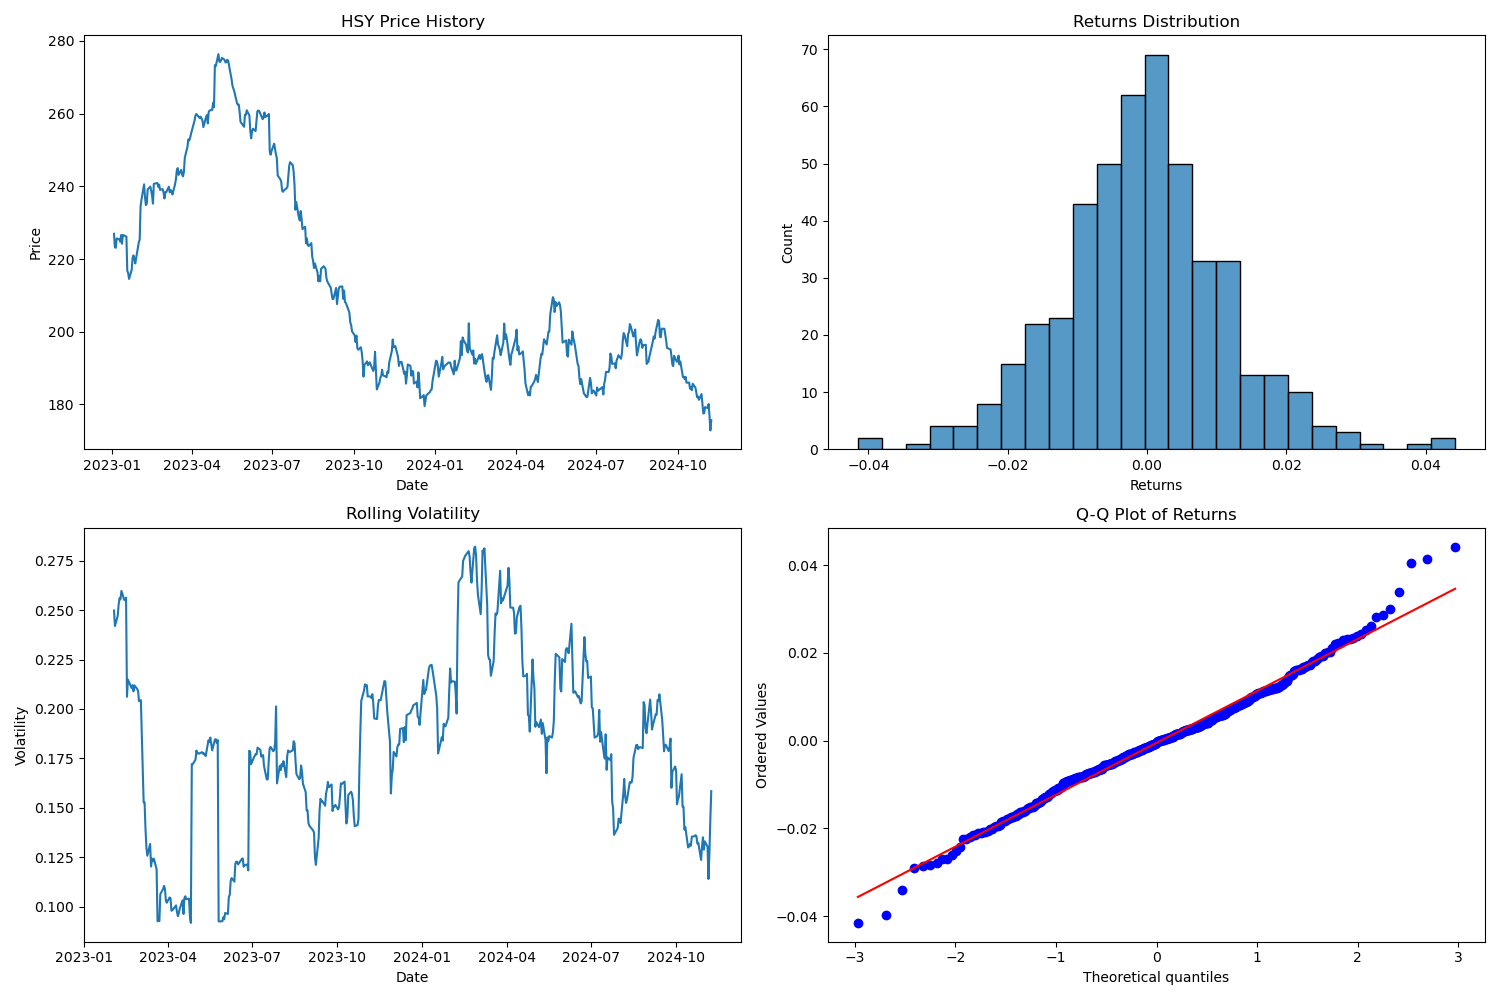 HSY Price History
280
260
240
220
200
180
Price
2023-01 2023-04 2023-07 2023-10 2024-01 2024-04 2024-07 2024-10
Date
Returns Distribution
70
60
50
40
30
20
10
0
Count
−0.04 −0.02 0.00 0.02 0.04
Returns
Rolling Volatility
0.275
0.250
0.225
0.200
0.175
0.150
0.125
0.100
Volatility
2023-01 2023-04 2023-07 2023-10 2024-01 2024-04 2024-07 2024-10
Date
Q-Q Plot of Returns
0.04
0.02
0.00
−0.02
−0.04
Ordered Values
−3 −2 −1 0 1 2 3
Theoretical quantiles